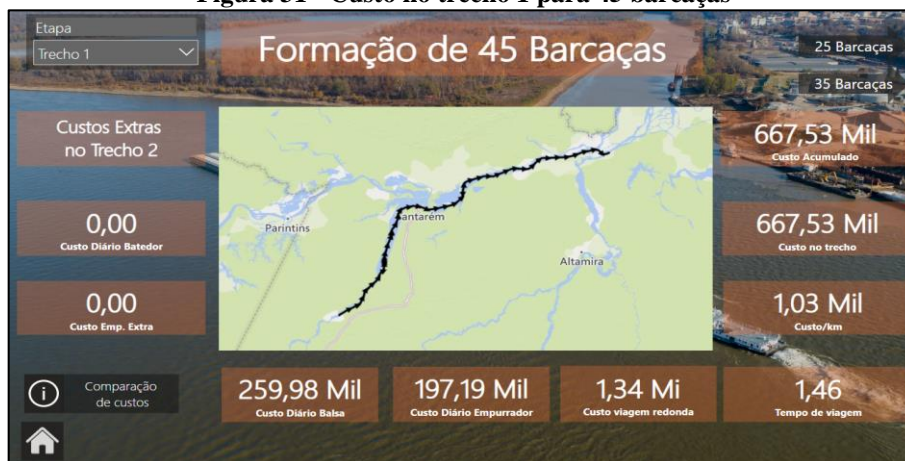 Figura 31 - Custo no trecho 1 para 45 barcaças
Etapa
Trecho 1
Formação de 45 Barcaças
25 Barcaças
35 Barcaças
Custos Extras
no Trecho 2
0,00
Custo Diário Batedor
0,00
Custo Emp. Extra
Comparação
de custos
Parintins
antarém
Altamira
667,53 Mil
Custo Acumulado
667,53 Mil
Custo no trecho
1,03 Mil
Custo/km
259,98 Mil
Custo Diário Balsa
197,19 Mil
Custo Diário Empurrador
1,34 Mi
Custo viagem redonda
1,46
Tempo de viagem